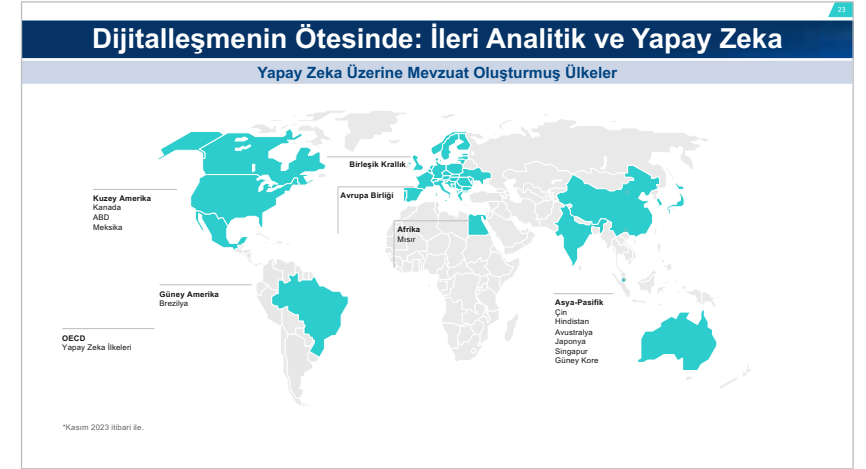 23
Dijitalleşmenin Ötesinde: İleri Analitik ve Yapay Zeka
Yapay Zeka Üzerine Mevzuat Oluşturmuş Ülkeler
Birleşik Krallık
Kuzey Amerika
Kanada
ABD
Meksika
Avrupa Birliği
Afrika
Mısır
Güney Amerika
Brezilya
Asya-Pasifik
Çin
Hindistan
Avustralya
Japonya
Singapur
Güney Kore
OECD
Yapay Zeka İlkeleri
*Kasım 2023 itibari ile.